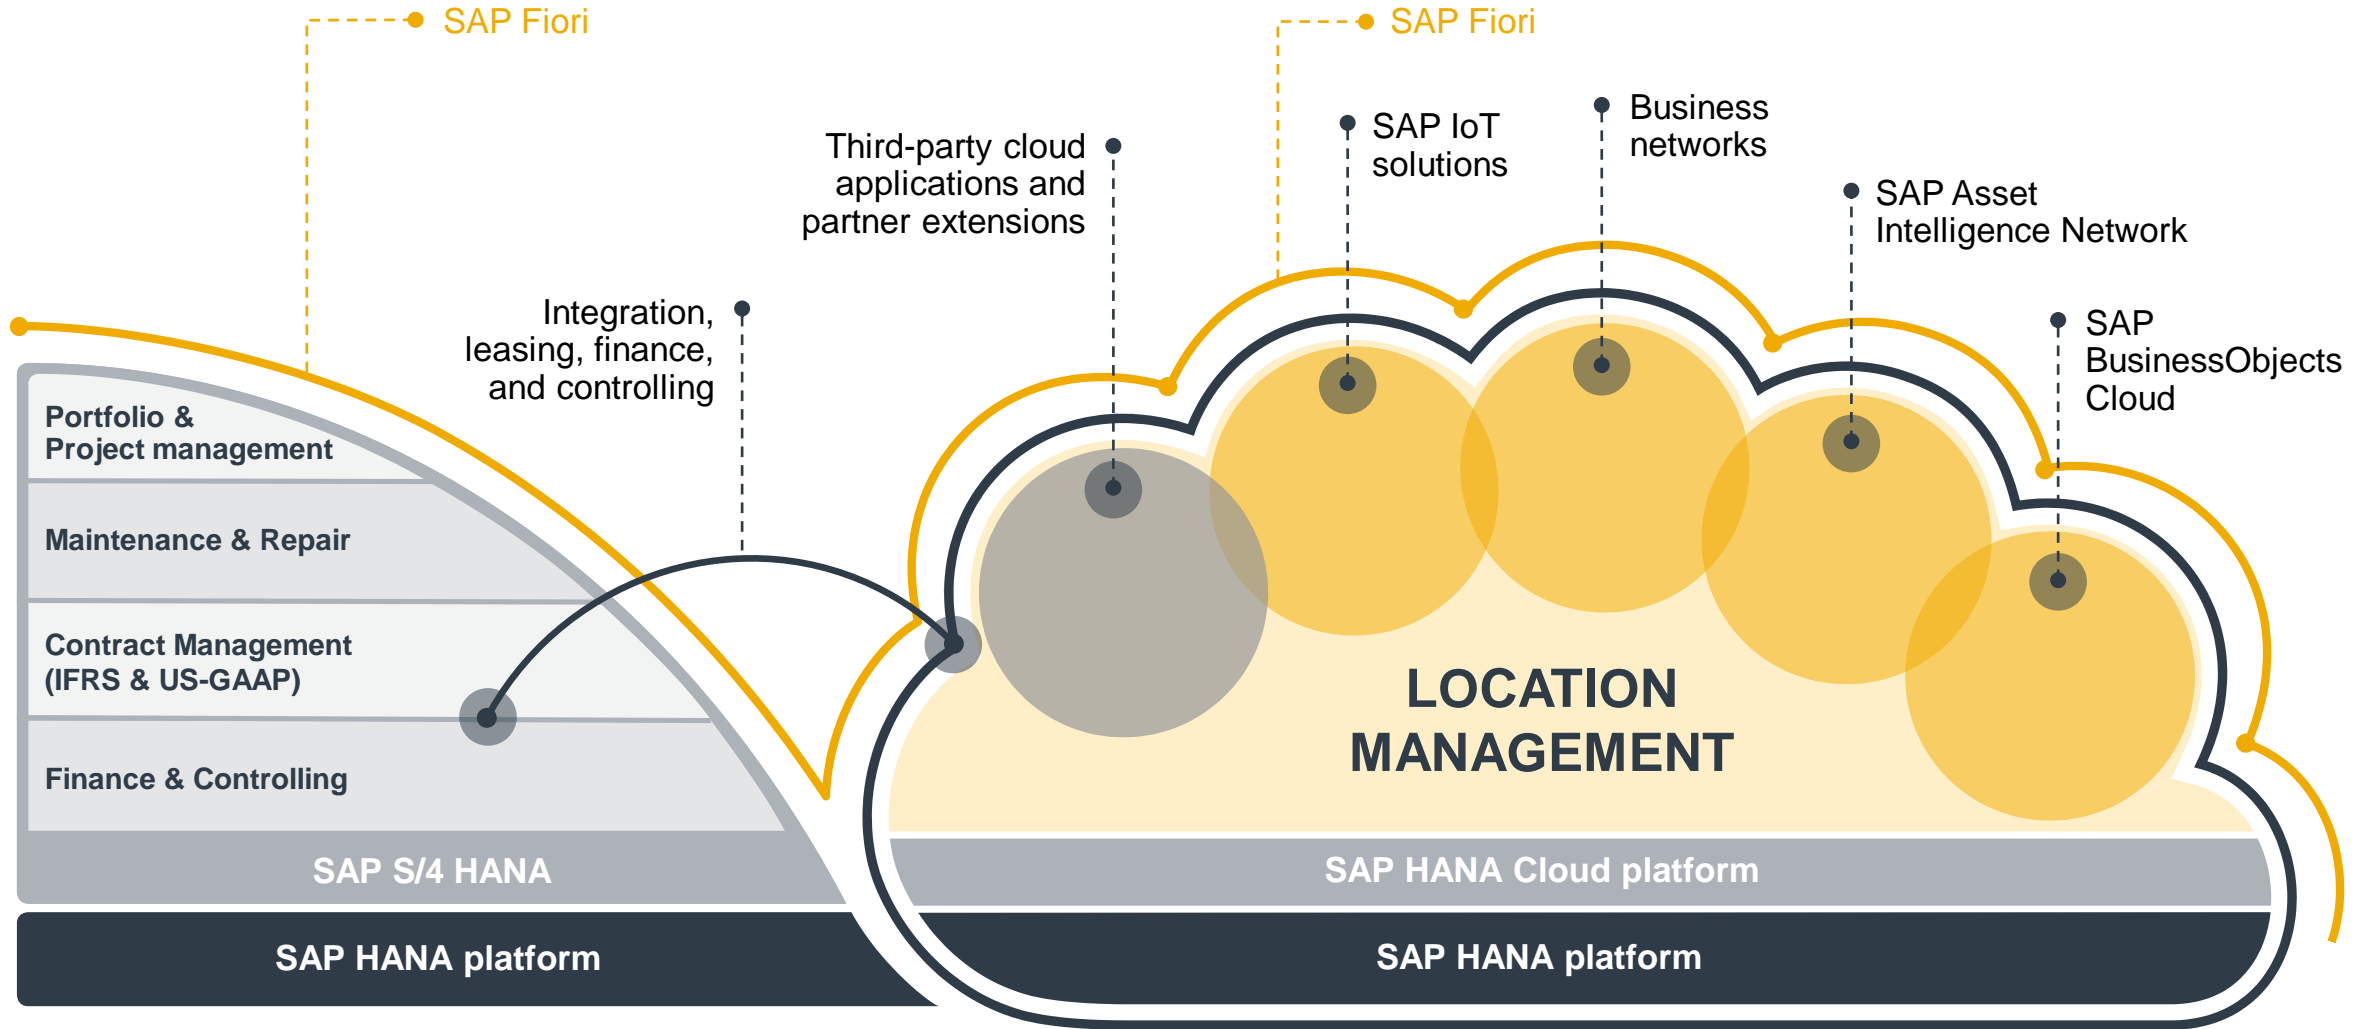 SAP Fiori
SAP Fiori
Business
networks
SAP IoT
solutions
Third-party cloud
applications and
partner extensions
SAP Asset
Intelligence Network
Integration,
leasing, finance,
and controlling
SAP
BusinessObjects
Cloud
Portfolio &
Project management
Maintenance & Repair
Contract Management
(IFRS & US-GAAP)
Finance & Controlling
SAP S/4 HANA
SAP HANA platform
LOCATION
MANAGEMENT
SAP HANA Cloud platform
SAP HANA platform